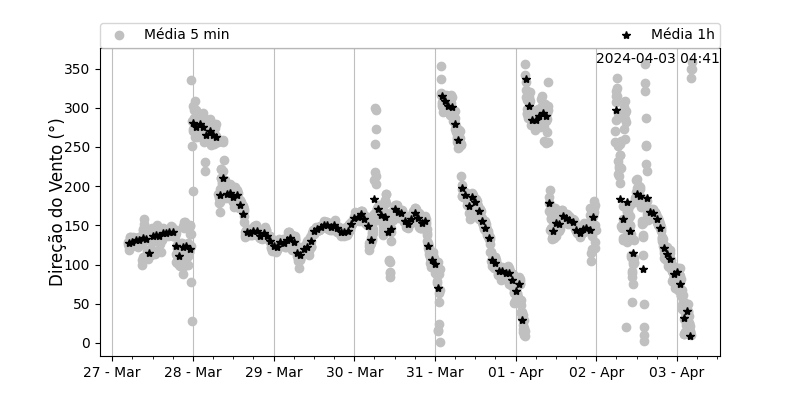 Média 5 min
Média 1h
2024-04-03 04:41
Direção do Vento (°)
350
300
250
200
150
100
50
0
27 - Mar
28 - Mar
29 - Mar
30 - Mar
31 - Mar
01 - Apr
02 - Apr
03 - Apr